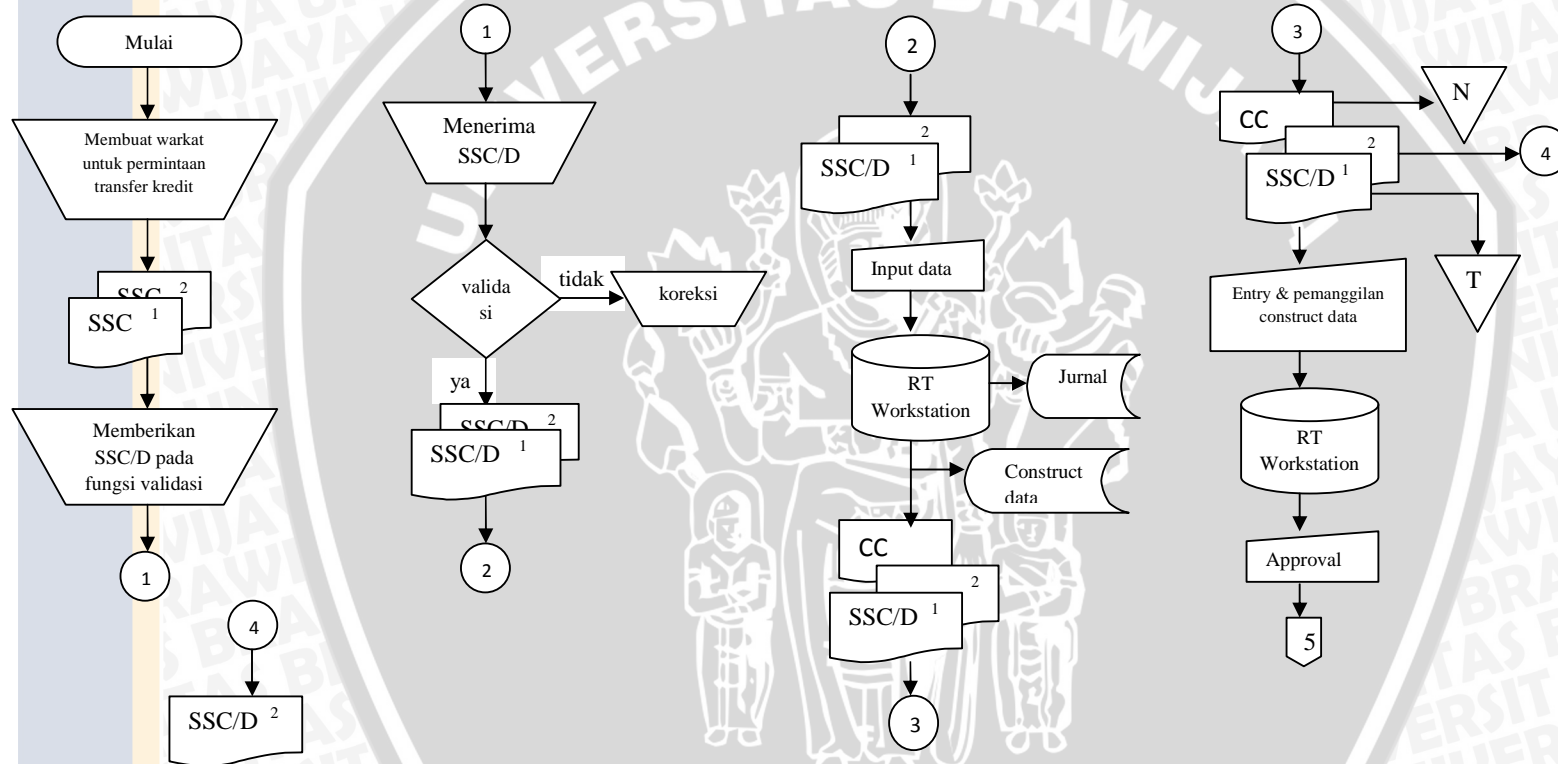 Mulai
Membuat warkat
untuk permintaan
transfer kredit
SSC 2
SSC 1
Memberikan
SSC/D pada
fungsi validasi
1
4
SSC/D 2
1
Menerima
SSC/D
valida
si
tidak
koreksi
ya
SSC/D 2
SSC/D 1
2
2
2
SSC/D 1
Input data
RT
Workstation
Jurnal
Construct
data
CC
2
SSC/D 1
3
3
CC
N
2
4
SSC/D 1
T
Entry & pemanggilan
construct data
RT
Workstation
Approval
5
UNIVERSITAS BRAWIJAYA